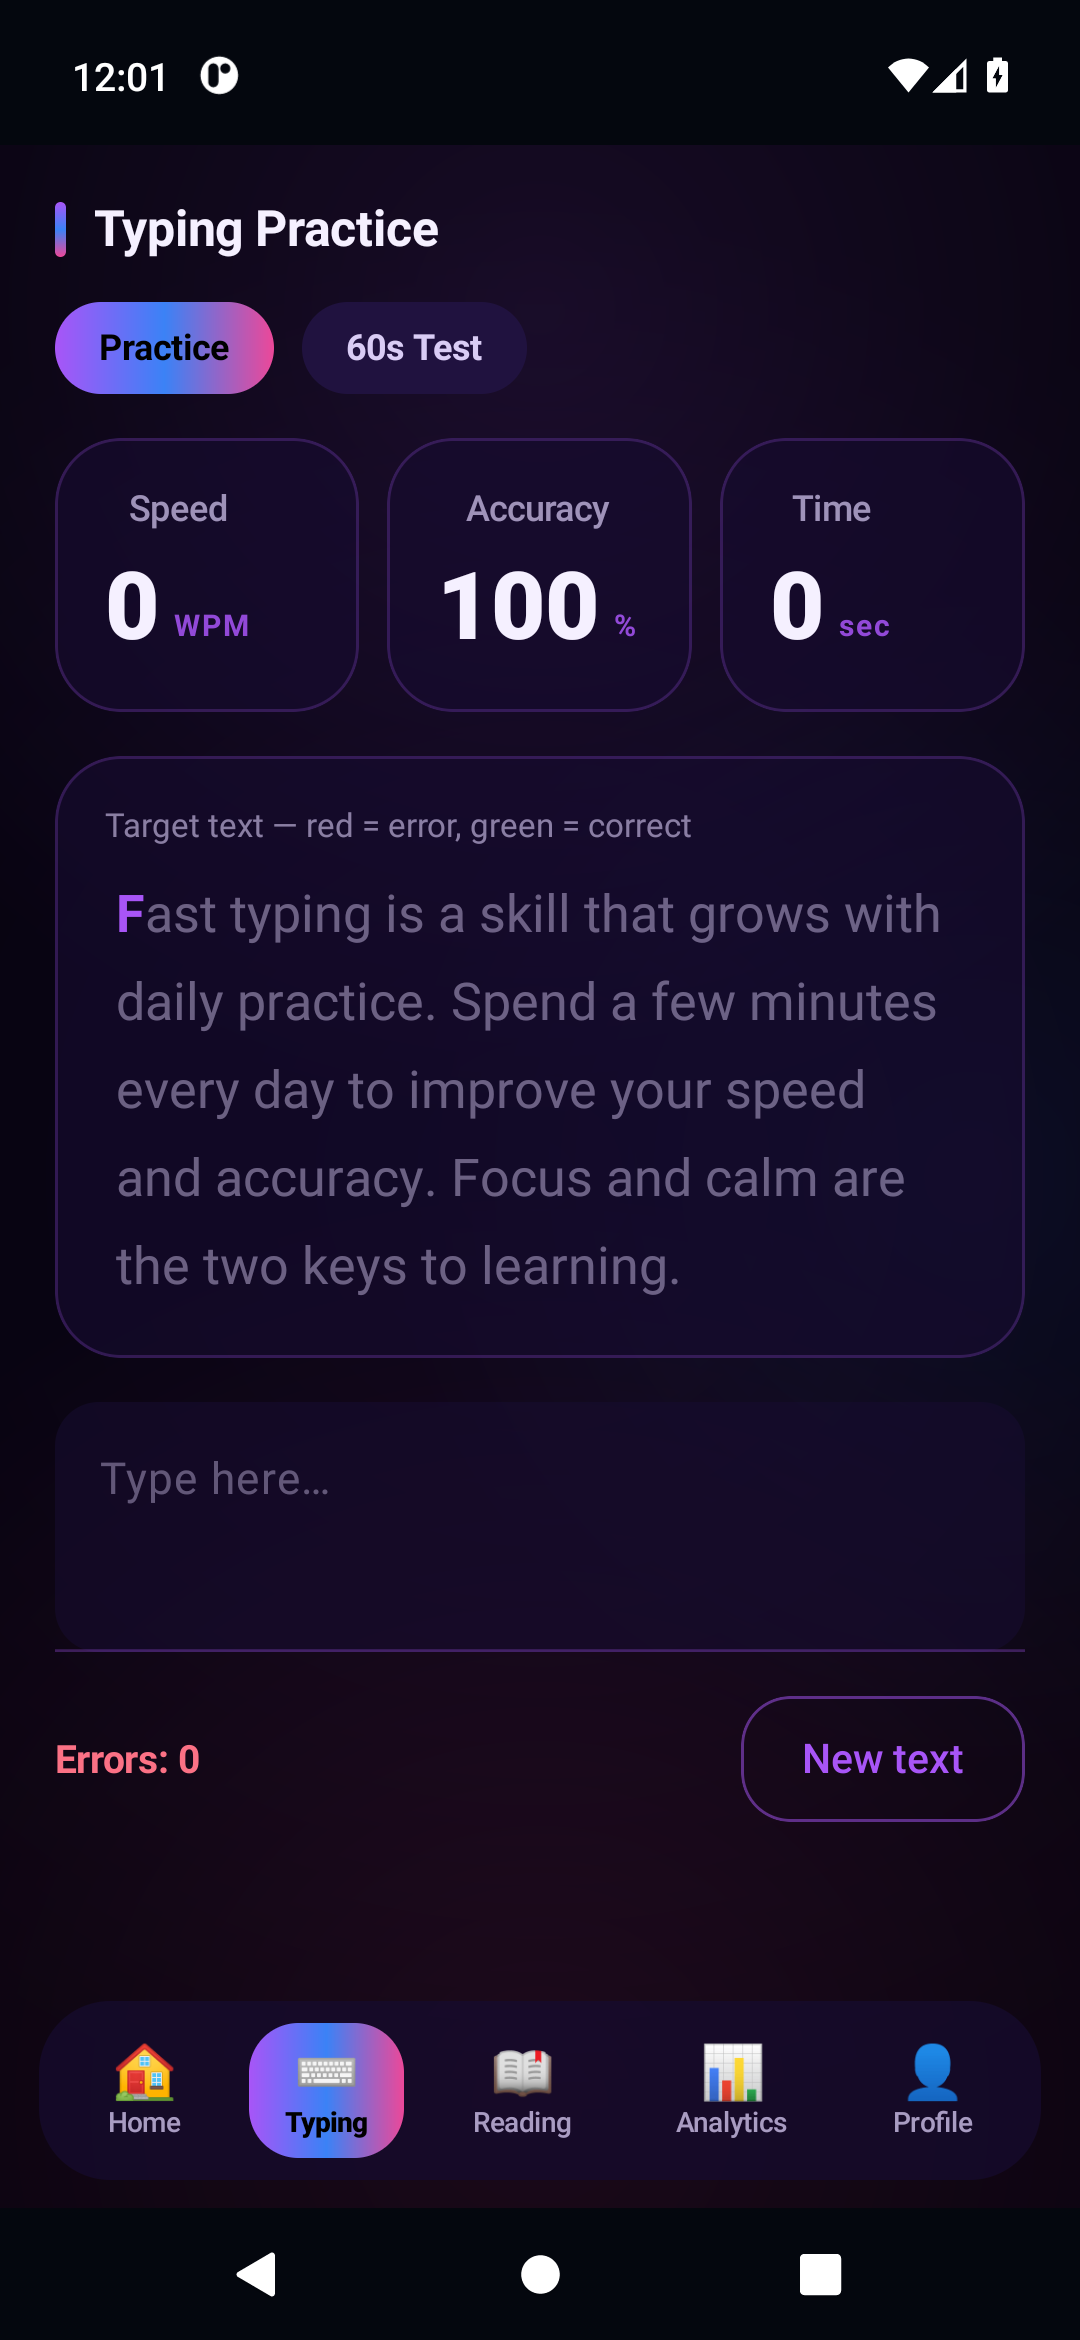 12:01
Typing Practice
Practice
60s Test
Speed
0 WPM
Accuracy
100 %
Time
0 sec
Target text — red = error, green = correct
Fast typing is a skill that grows with
daily practice. Spend a few minutes
every day to improve your speed
and accuracy. Focus and calm are
the two keys to learning.
Type here...
Errors: 0
New text
Home
Typing
Reading
Analytics
Profile